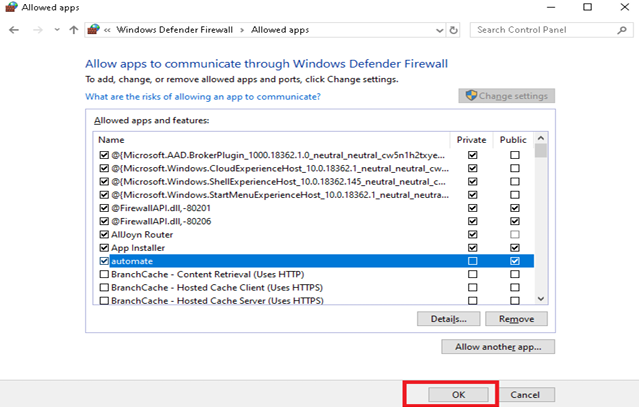 Allowed apps
« Windows Defender Firewall > Allowed apps
Search Control Panel
Allow apps to communicate through Windows Defender Firewall
To add, change, or remove allowed apps and ports, click Change settings.
What are the risks of allowing an app to communicate?
Change settings
Allowed apps and features:
Name Private Public
@{Microsoft.AAD.BrokerPlugin_1000.18362.1.0_neutral_neutral_cw5n1h2txye...
@{Microsoft.Windows.CloudExperienceHost_10.0.18362.1_neutral_neutral_cw...
@{Microsoft.Windows.ShellExperienceHost_10.0.18362.145_neutral_neutral_c...
@{Microsoft.Windows.StartMenuExperienceHost_10.0.18362.1_neutral_neutra...
@FirewallAPI.dll,-80201
@FirewallAPI.dll,-80206
AllJoyn Router
App Installer
automate
BranchCache - Content Retrieval (Uses HTTP)
BranchCache - Hosted Cache Client (Uses HTTPS)
BranchCache - Hosted Cache Server (Uses HTTPS)
Details... Remove
Allow another app...
OK Cancel